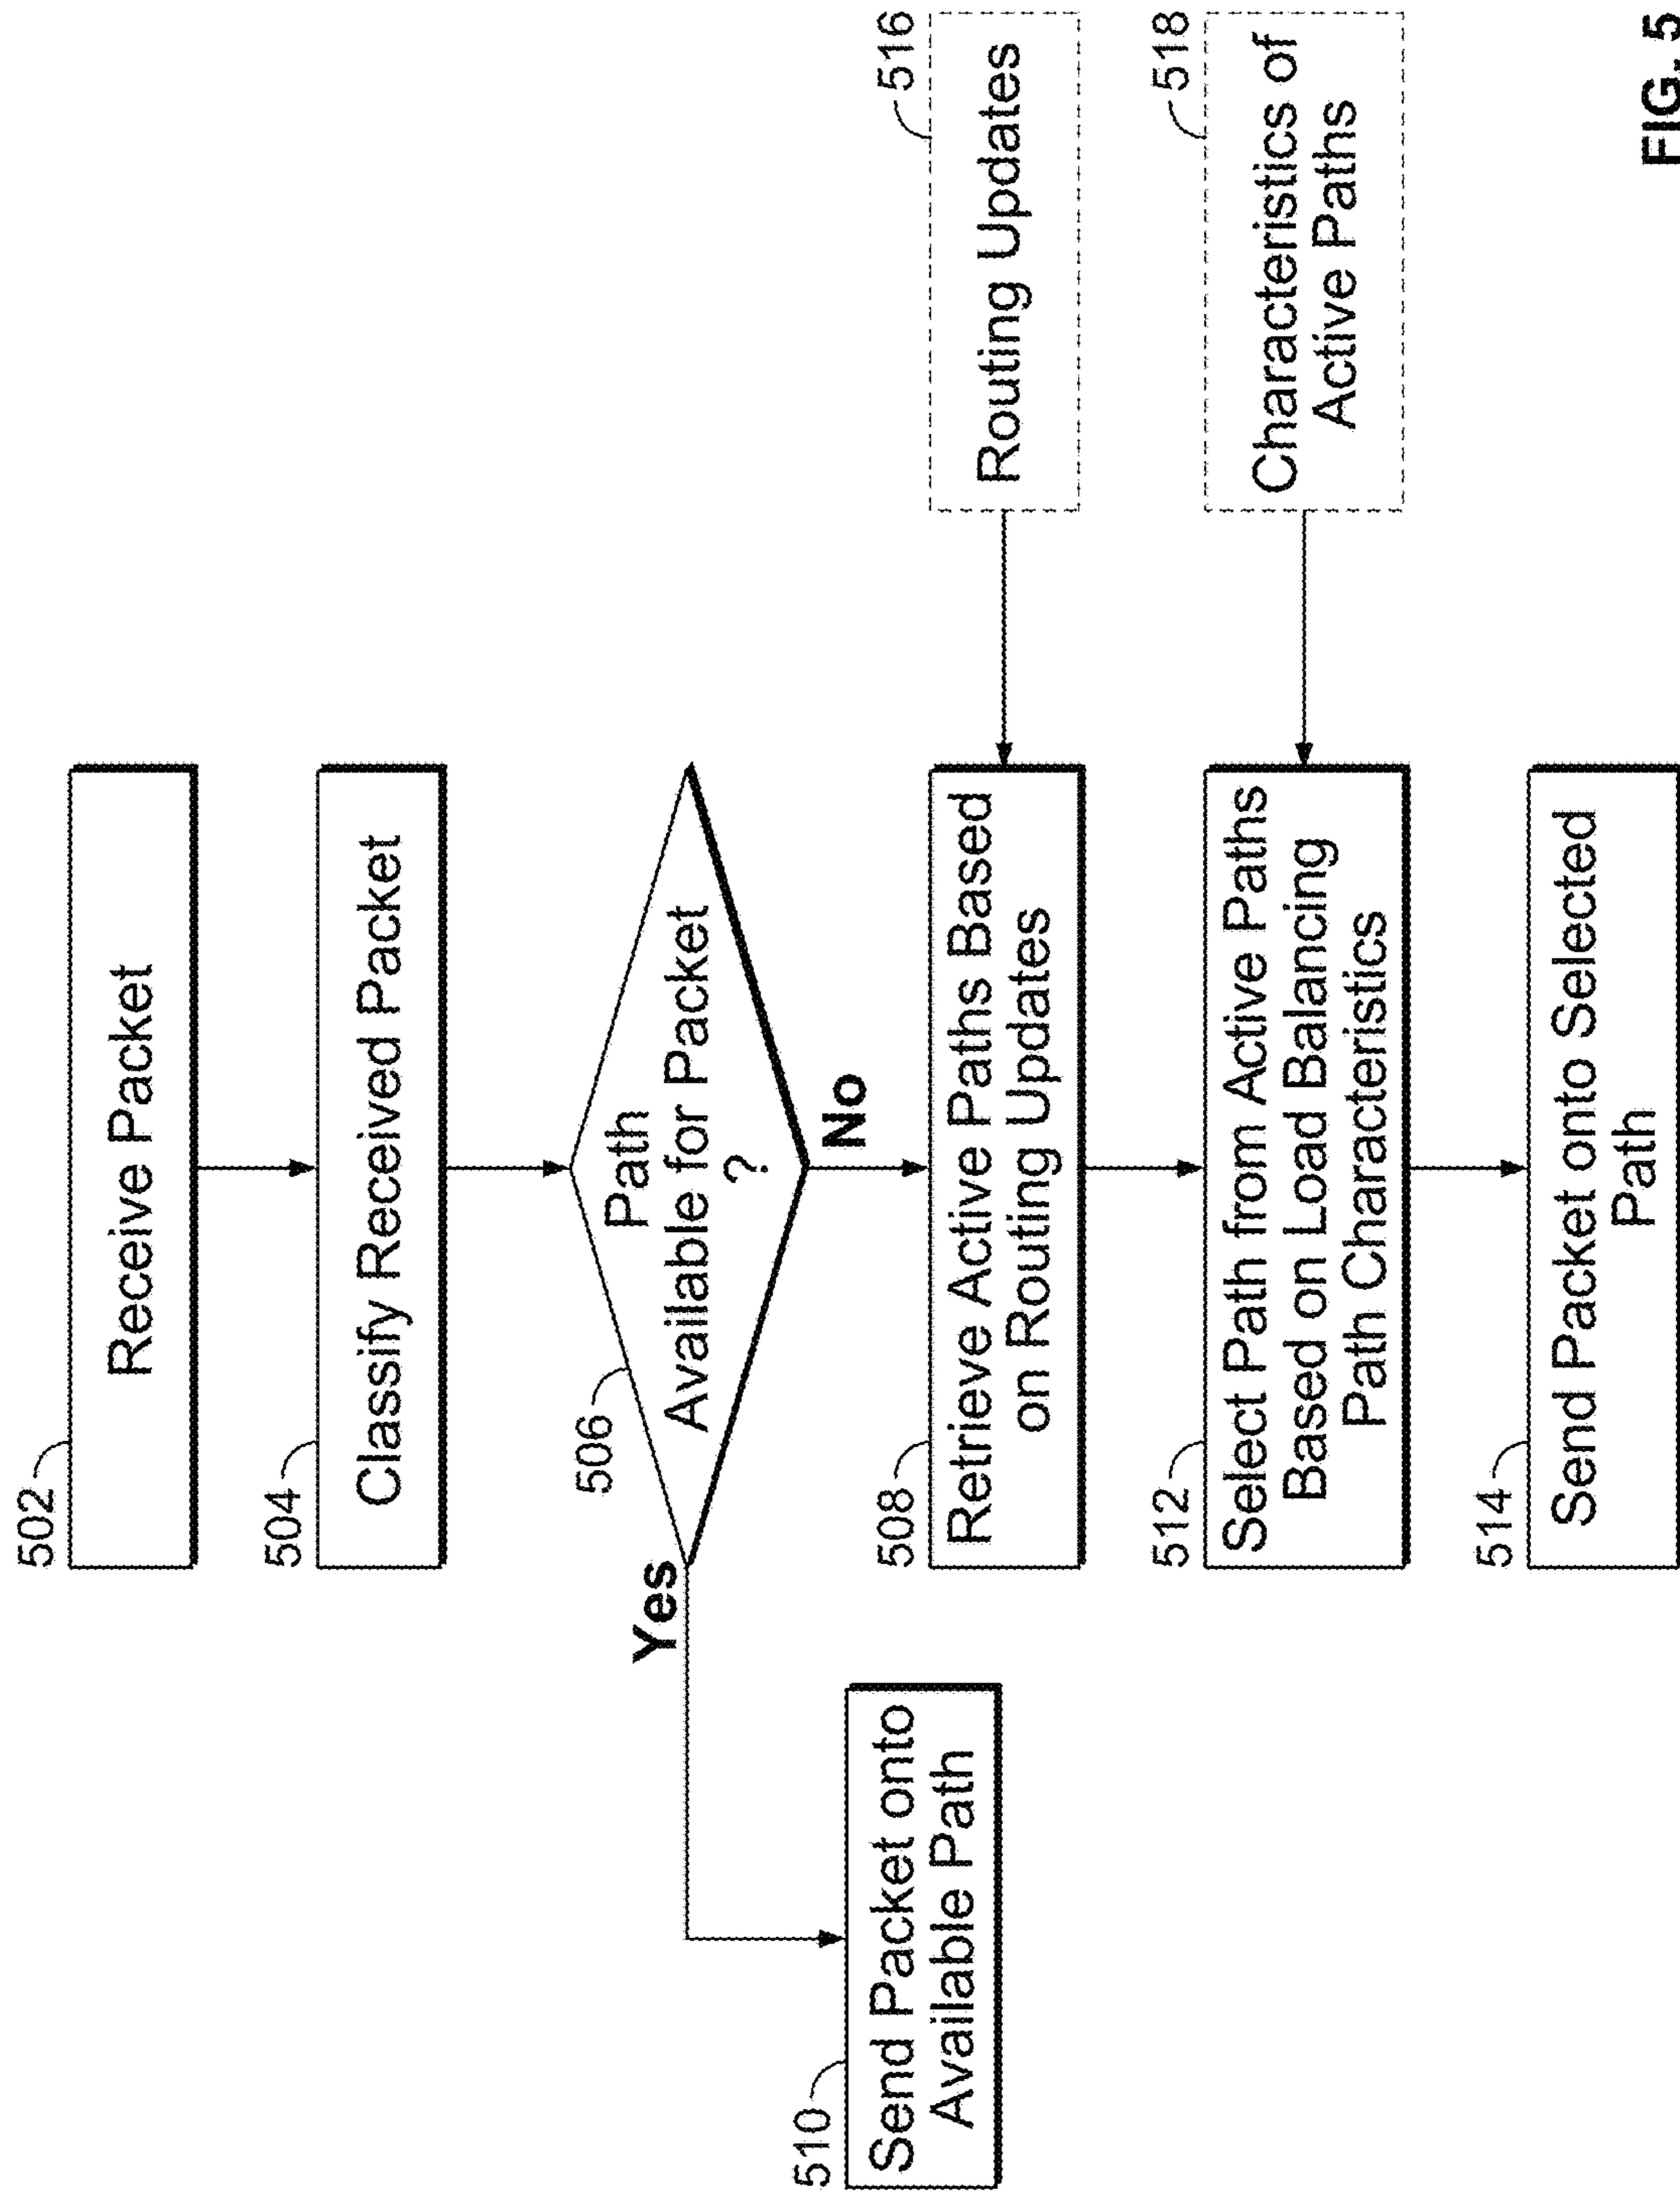 502
Receive Packet
504
Classify Received Packet
506
Path
Available for Packet
?
Yes
No
510
Send Packet onto
Available Path
508
Retrieve Active Paths Based
on Routing Updates
516
Routing Updates
512
Select Path from Active Paths
Based on Load Balancing
Path Characteristics
518
Characteristics of
Active Paths
514
Send Packet onto Selected
Path
FIG. 5